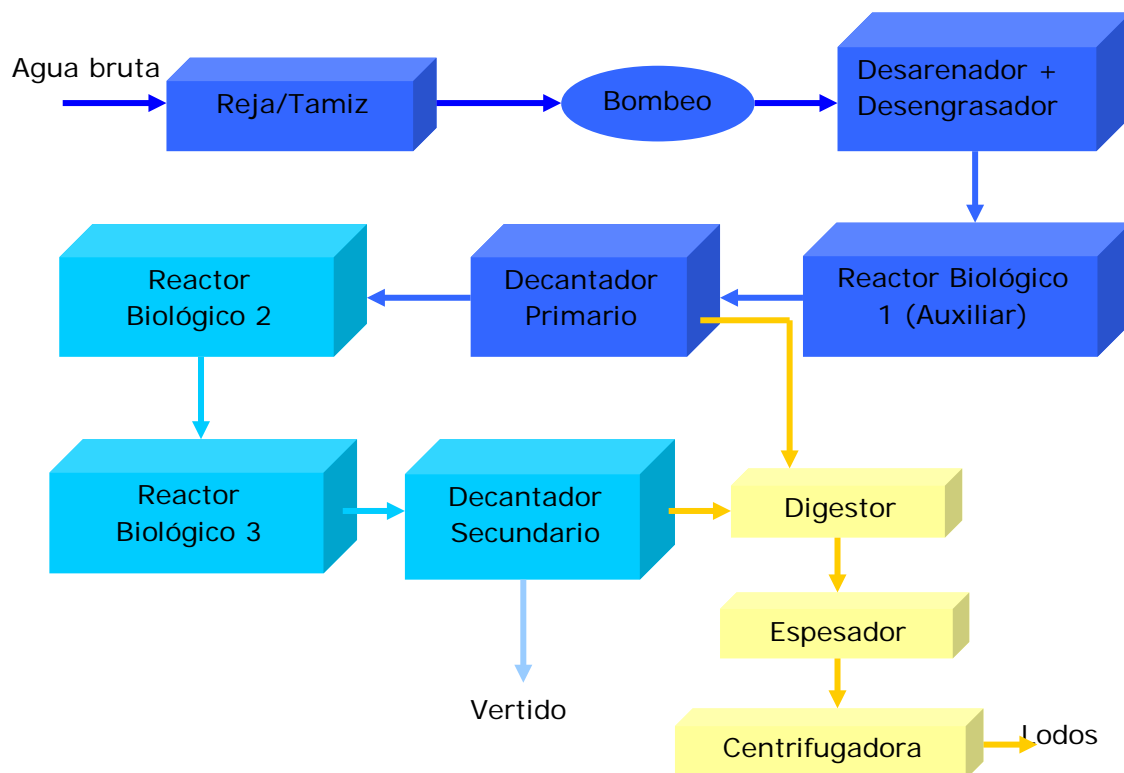 Agua bruta
Reja/Tamiz
Bombeo
Desarenador +
Desengrasador
Reactor
Biológico 2
Decantador
Primario
Reactor Biológico
1 (Auxiliar)
Reactor
Biológico 3
Decantador
Secundario
Digestor
Espesador
Vertido
Centrifugadora
Lodos